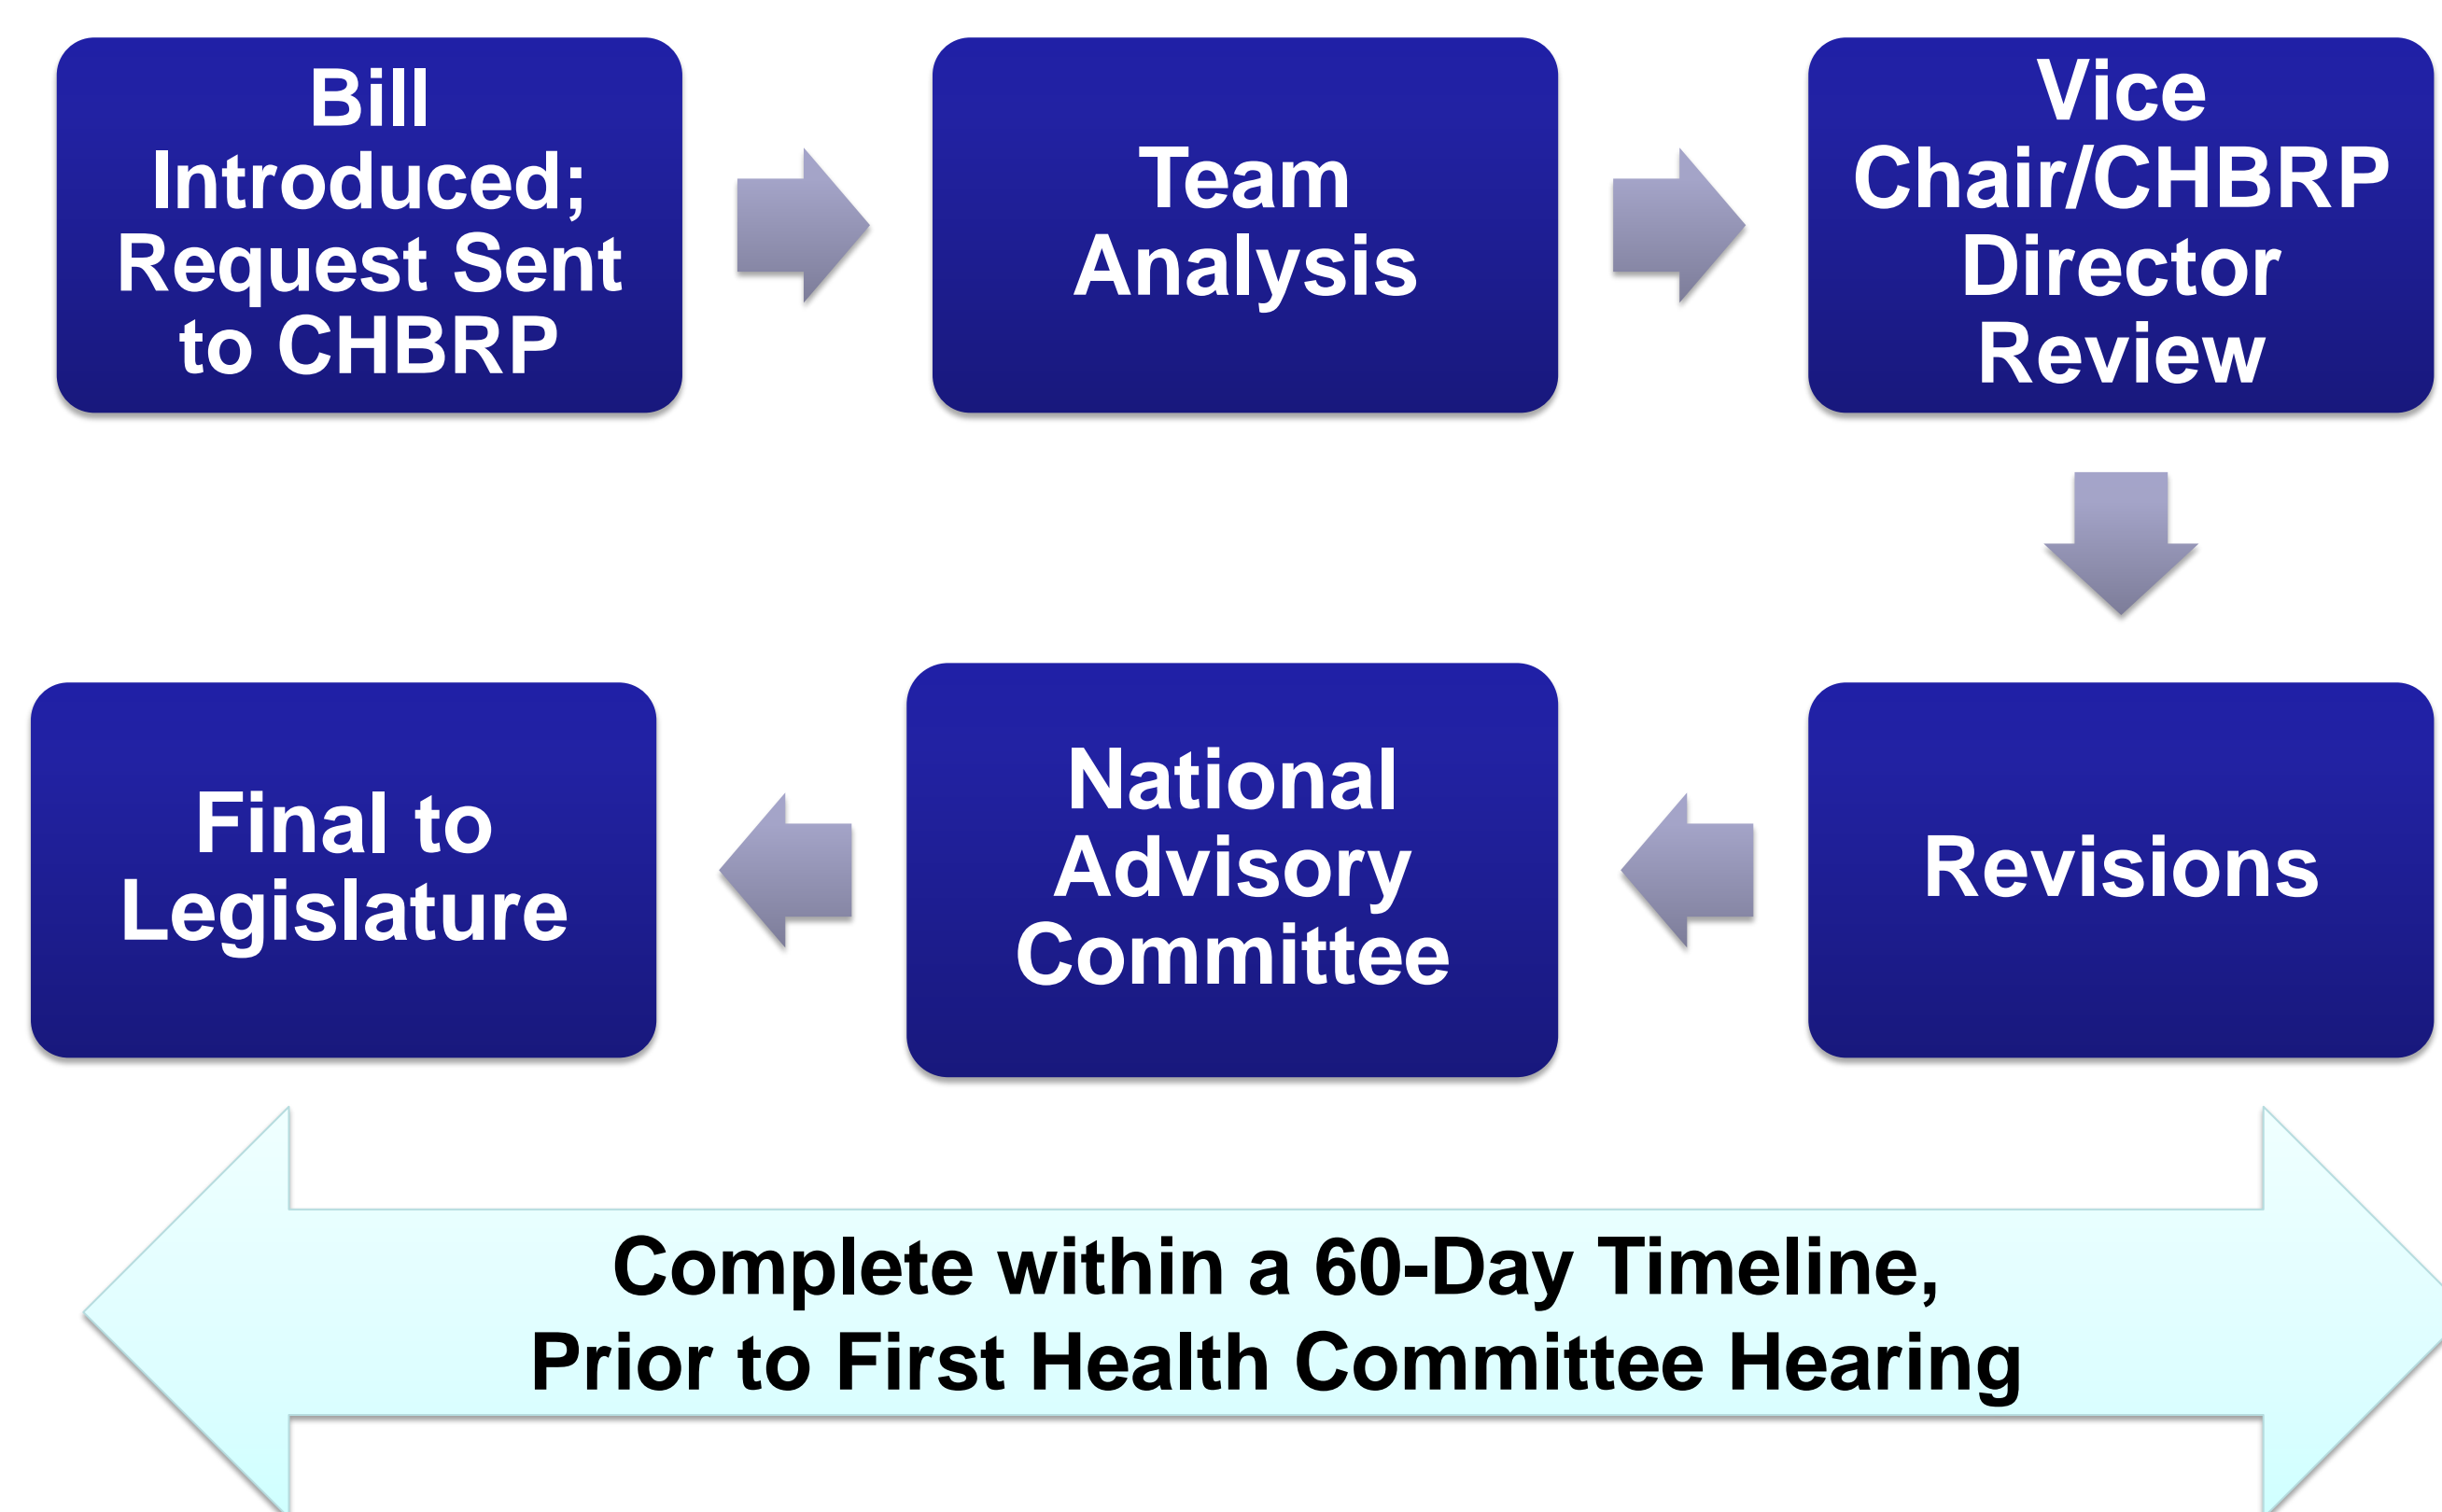 Bill
Introduced;
Request Sent
to CHBRP
Team
Analysis
Vice
Chair/CHBRP
Director
Review
Revisions
National
Advisory
Committee
Final to
Legislature
Complete within a 60-Day Timeline,
Prior to First Health Committee Hearing